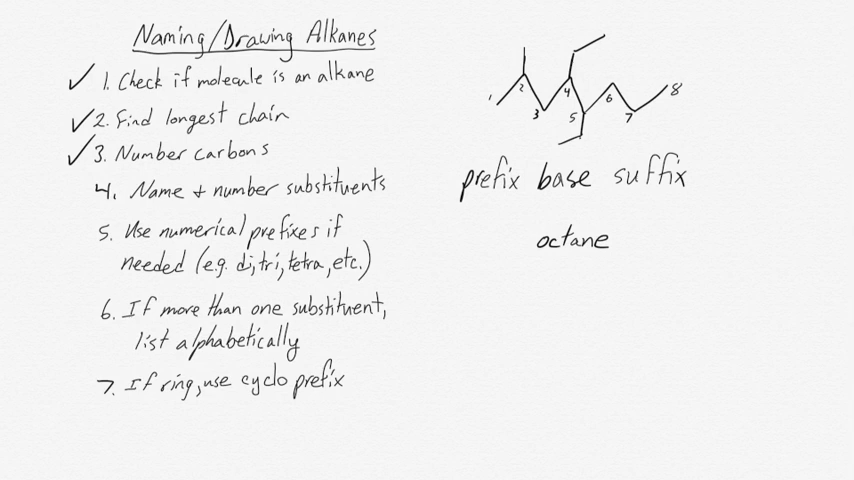 Naming/Drawing Alkanes
✓ 1. Check if molecule is an alkane
✓ 2. Find longest chain
✓ 3. Number carbons
4. Name + number substituents
5. Use numerical prefixes if
needed (e.g. di, tri, tetra, etc.)
6. If more than one substituent,
list alphabetically
7. If ring, use cyclo prefix
1 2 3 4 5 6 7 8
prefix base suffix
octane